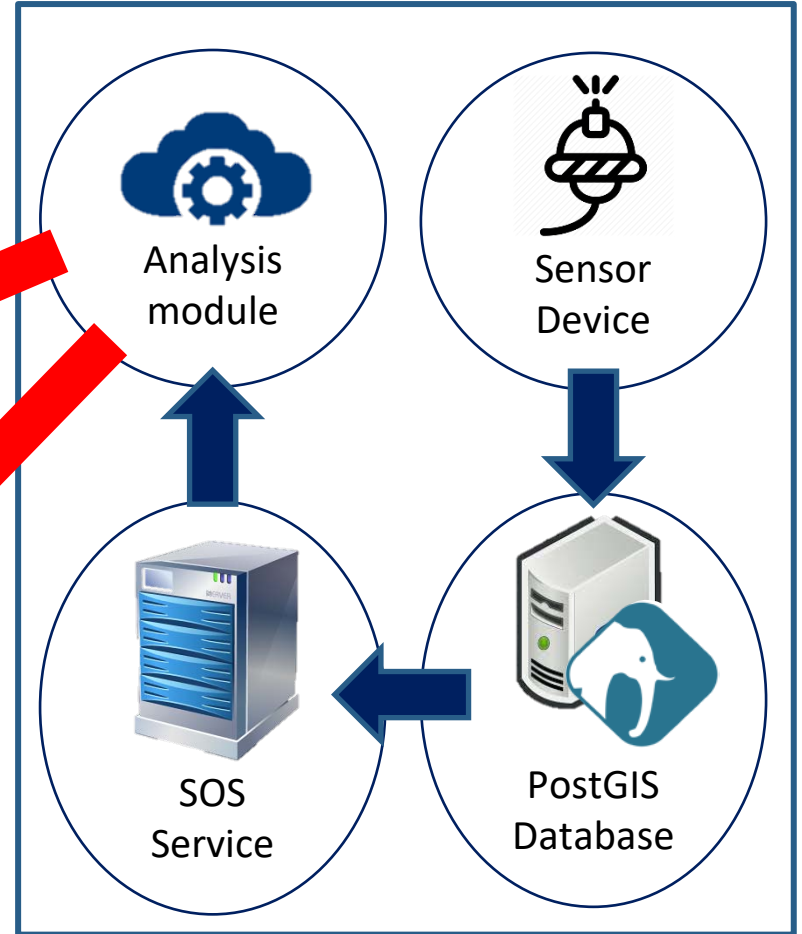 Analysis
module
Sensor
Device
SOS
Service
PostGIS
Database